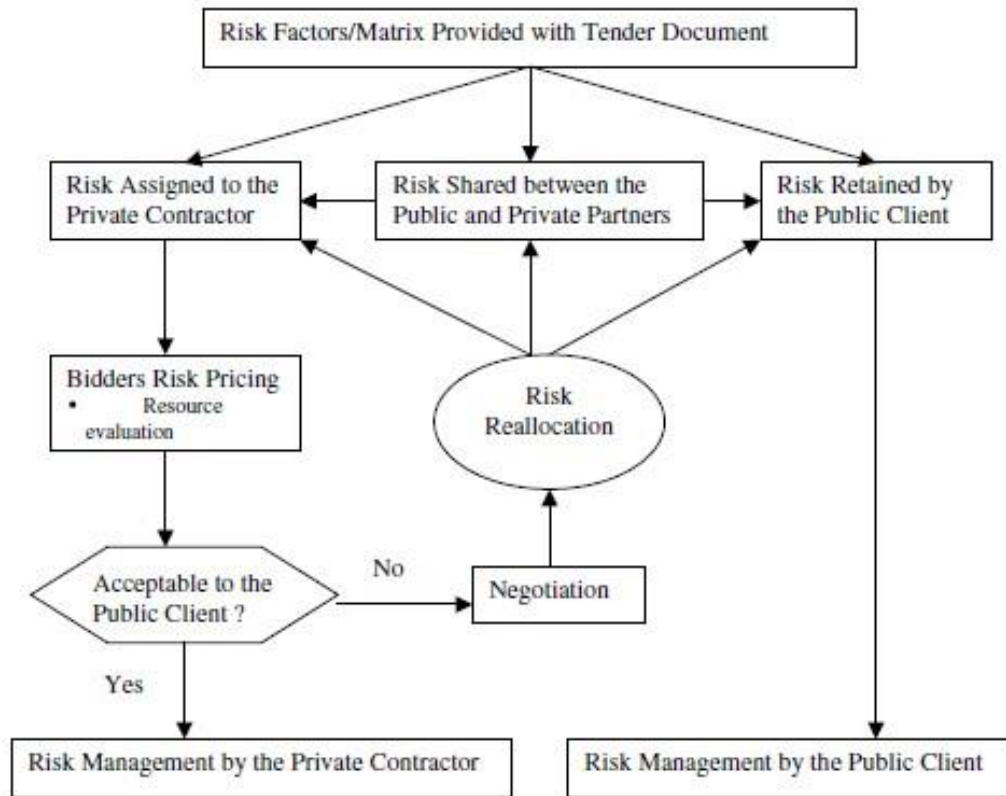 Risk Factors/Matrix Provided with Tender Document
Risk Assigned to the
Private Contractor
Risk Shared between the
Public and Private Partners
Risk Retained by
the Public Client
Bidders Risk Pricing
• Resource
evaluation
Risk
Reallocation
Acceptable to the
Public Client ?
No
Negotiation
Yes
Risk Management by the Private Contractor
Risk Management by the Public Client